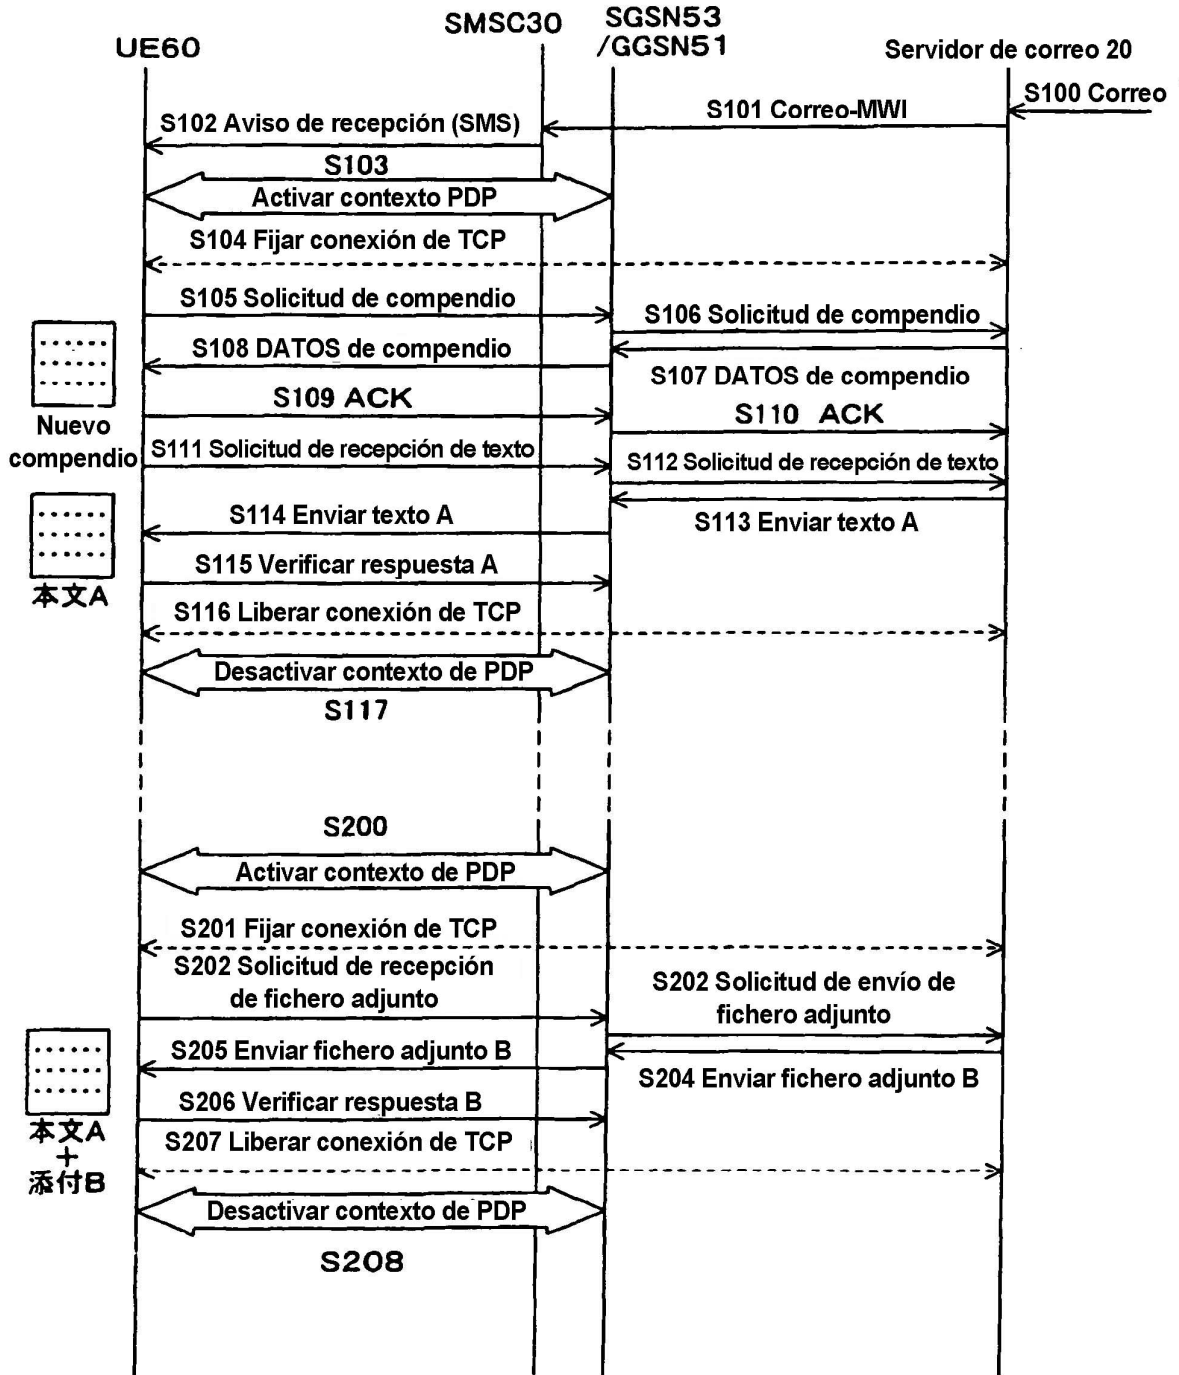 UE60
SMSC30
SGSN53
/GGSN51
Servidor de correo 20
S100 Correo
S101 Correo-MWI
S102 Aviso de recepción (SMS)
S103
Activar contexto PDP
S104 Fijar conexión de TCP
S105 Solicitud de compendio
S106 Solicitud de compendio
S108 DATOS de compendio
S107 DATOS de compendio
S109 ACK
S110 ACK
Nuevo
compendio
S111 Solicitud de recepción de texto
S112 Solicitud de recepción de texto
S114 Enviar texto A
S113 Enviar texto A
S115 Verificar respuesta A
本文A
S116 Liberar conexión de TCP
Desactivar contexto de PDP
S117
S200
Activar contexto de PDP
S201 Fijar conexión de TCP
S202 Solicitud de recepción
de fichero adjunto
S202 Solicitud de envío de
fichero adjunto
S205 Enviar fichero adjunto B
S204 Enviar fichero adjunto B
S206 Verificar respuesta B
本文A
+
添付B
S207 Liberar conexión de TCP
Desactivar contexto de PDP
S208